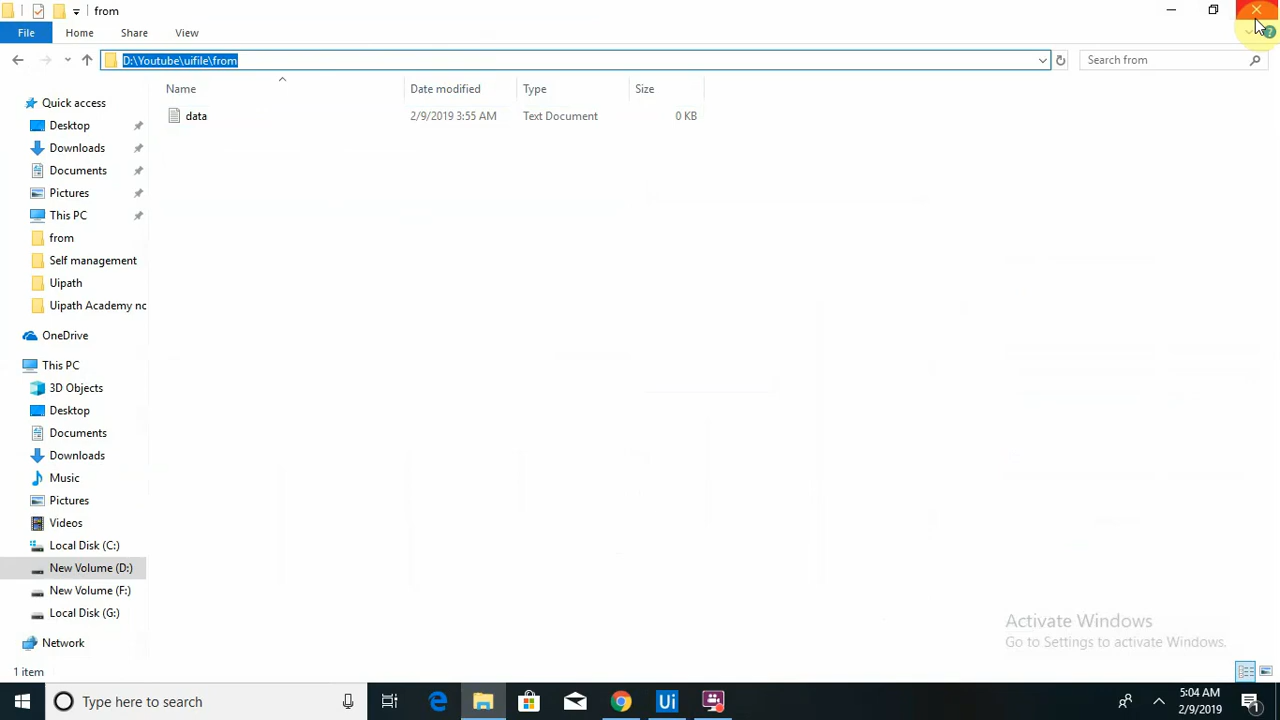 from
File Home Share View
D:\Youtube\uifile\from
Search from
Name Date modified Type Size
data 2/9/2019 3:55 AM Text Document 0 KB
Quick access
Desktop
Downloads
Documents
Pictures
This PC
from
Self management
Uipath
Uipath Academy nc
OneDrive
This PC
3D Objects
Desktop
Documents
Downloads
Music
Pictures
Videos
Local Disk (C:)
New Volume (D:)
New Volume (F:)
Local Disk (G:)
Network
Activate Windows
Go to Settings to activate Windows.
1 item
Type here to search
Ui
5:04 AM
2/9/2019
1